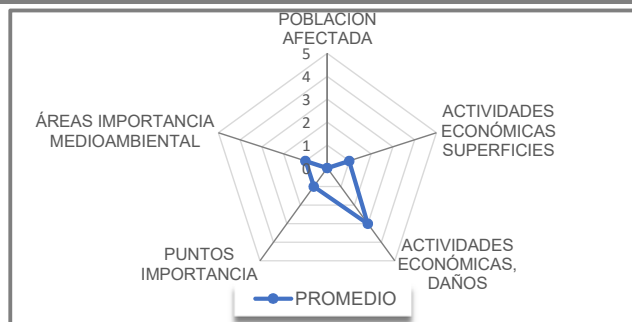 POBLACIÓN
AFECTADA
5
4
3
2
1
0
ACTIVIDADES
ECONÓMICAS
SUPERFICIES
ÁREAS IMPORTANCIA
MEDIOAMBIENTAL
PUNTOS
IMPORTANCIA
ACTIVIDADES
ECONÓMICAS,
DAÑOS
PROMEDIO